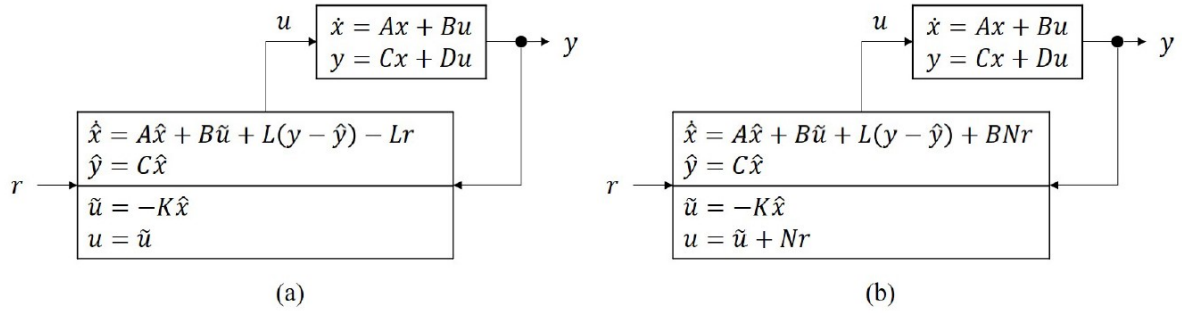 u
ẋ = Ax + Bu
y = Cx + Du
y
x̂̇ = Ax̂ + Bũ + L(y − ŷ) − Lr
ŷ = Cx̂
r
ũ = −Kx̂
u = ũ
(a)
u
ẋ = Ax + Bu
y = Cx + Du
y
x̂̇ = Ax̂ + Bũ + L(y − ŷ) + BNr
ŷ = Cx̂
r
ũ = −Kx̂
u = ũ + Nr
(b)